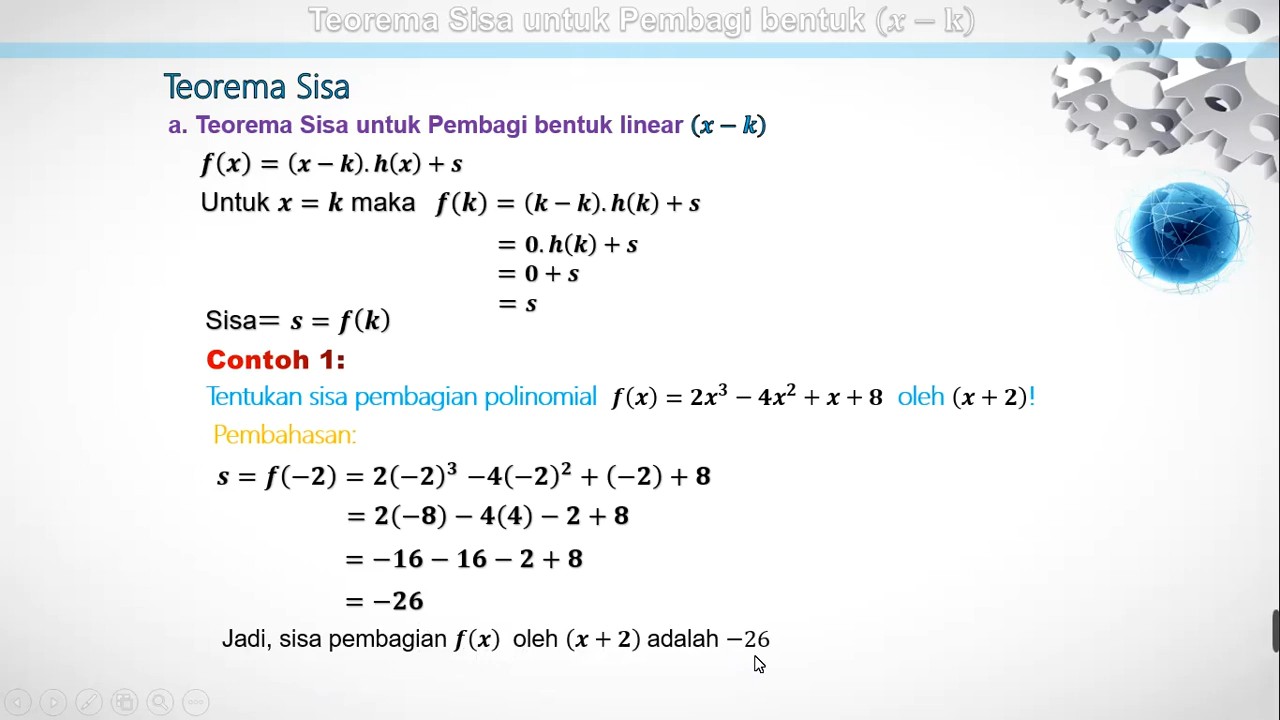 Teorema Sisa untuk Pembagi bentuk (x − k)
Teorema Sisa
a. Teorema Sisa untuk Pembagi bentuk linear (x − k)
f(x) = (x − k). h(x) + s
Untuk x = k maka f(k) = (k − k). h(k) + s
= 0. h(k) + s
= 0 + s
= s
Sisa= s = f(k)
Contoh 1:
Tentukan sisa pembagian polinomial f(x) = 2x³ − 4x² + x + 8 oleh (x + 2)!
Pembahasan:
s = f(−2) = 2(−2)³ −4(−2)² + (−2) + 8
= 2(−8) − 4(4) − 2 + 8
= −16 − 16 − 2 + 8
= −26
Jadi, sisa pembagian f(x) oleh (x + 2) adalah −26